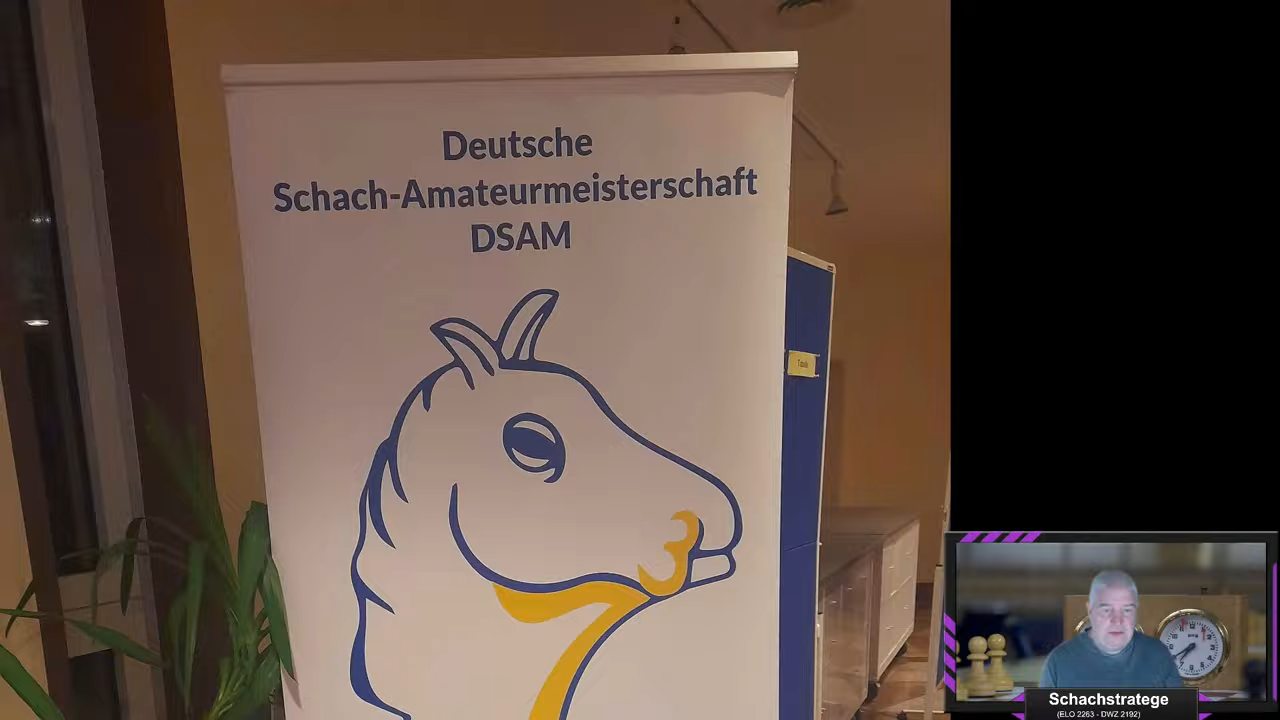 Deutsche
Schach-Amateurmeisterschaft
DSAM
Schachstratege
(ELO 2263 - DWZ 2192)